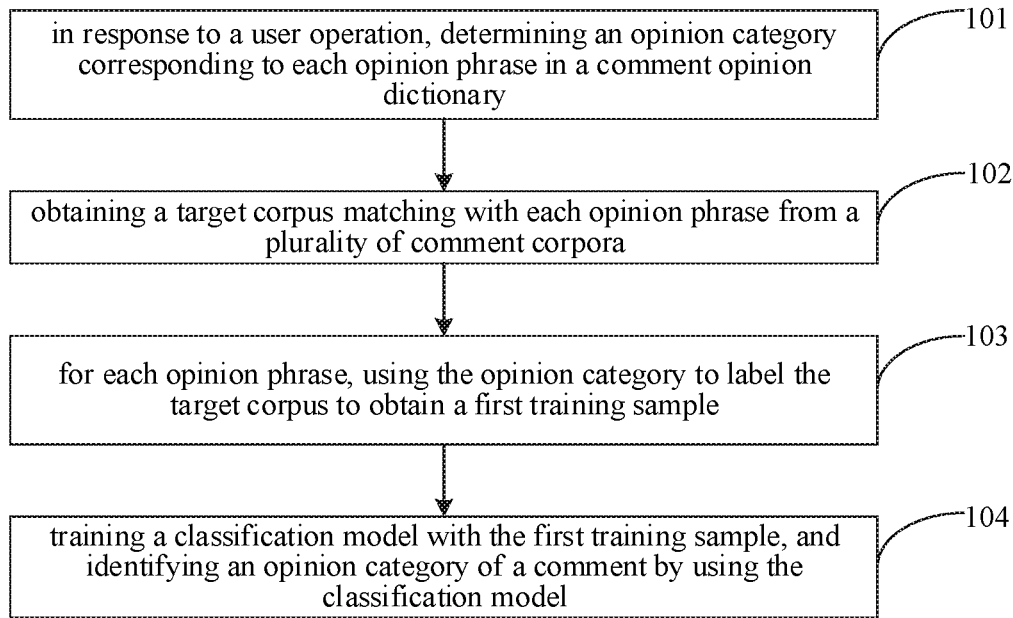 in response to a user operation, determining an opinion category
corresponding to each opinion phrase in a comment opinion
dictionary
101
obtaining a target corpus matching with each opinion phrase from a
plurality of comment corpora
102
for each opinion phrase, using the opinion category to label the
target corpus to obtain a first training sample
103
training a classification model with the first training sample, and
identifying an opinion category of a comment by using the
classification model
104